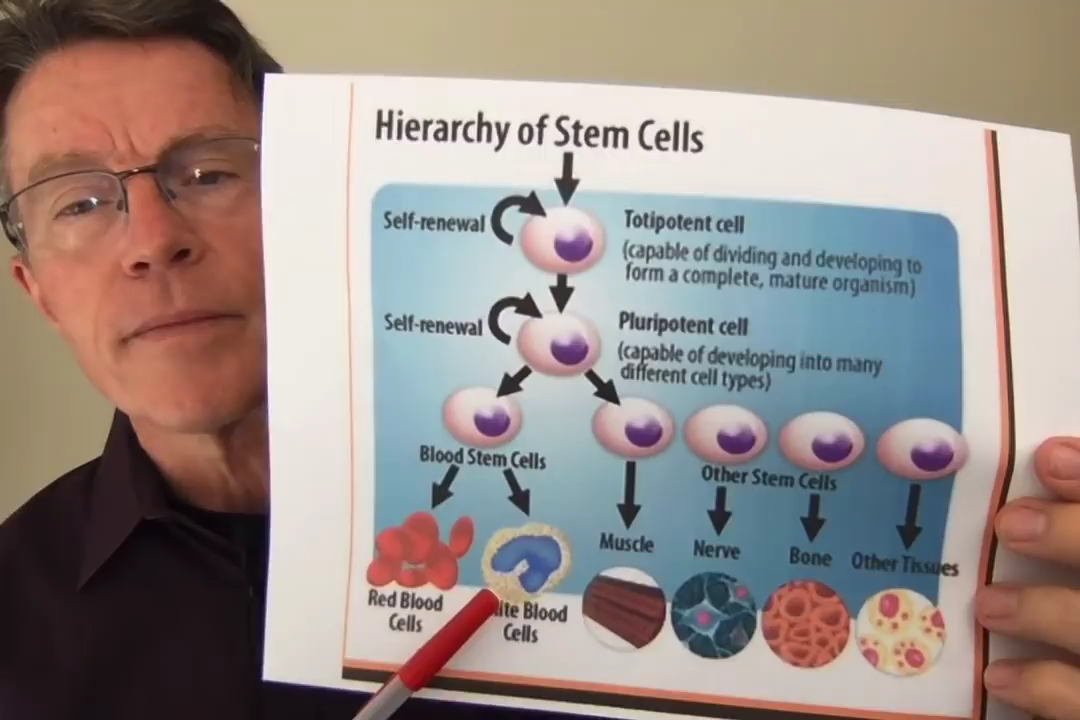 Hierarchy of Stem Cells
Self-renewal
Totipotent cell
(capable of dividing and developing to
form a complete, mature organism)
Self-renewal
Pluripotent cell
(capable of developing into many
different cell types)
Blood Stem Cells
Other Stem Cells
Muscle
Nerve
Bone
Other Tissues
Red Blood
Cells
Blood
Cells